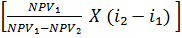 [NPV₁ / NPV₁−NPV₂ X (i₂ − i₁) ]